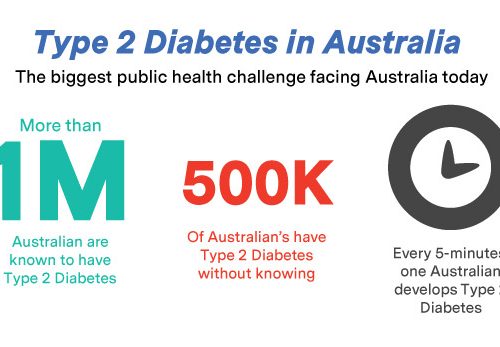 Type 2 Diabetes in Australia
The biggest public health challenge facing Australia today
More than
1M
Australian are
known to have
Type 2 Diabetes
500K
Of Australian's have
Type 2 Diabetes
without knowing
Every 5-minutes
one Australian
develops Type 2
Diabetes